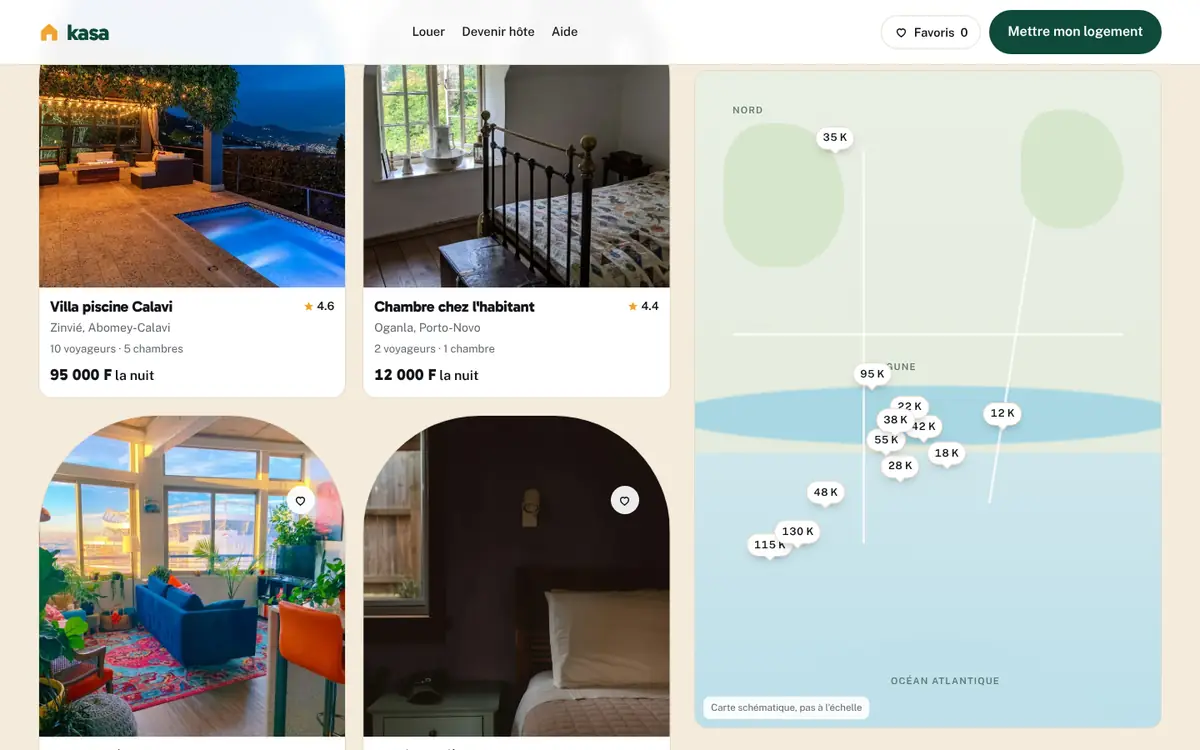 kasa
Louer
Devenir hôte
Aide
Favoris 0
Mettre mon logement
Villa piscine Calavi
4.6
Zinvié, Abomey-Calavi
10 voyageurs · 5 chambres
95 000 F la nuit
Chambre chez l'habitant
4.4
Oganla, Porto-Novo
2 voyageurs · 1 chambre
12 000 F la nuit
NORD
35 K
95 K
22 K
38 K
42 K
12 K
55 K
18 K
28 K
48 K
130 K
115 K
OCÉAN ATLANTIQUE
Carte schématique, pas à l'échelle